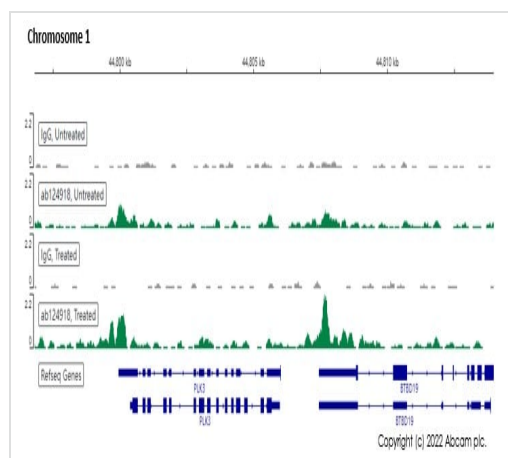 Chromosome 1
44,800 kb 44,805 kb 44,810 kb
2.2
IgG, Untreated
0
2.2
ab124918, Untreated
0
2.2
IgG, Treated
0
2.2
ab124918, Treated
0
Refseq Genes
PLK3 BTBD19
PLK3 BTBD19
Copyright (c) 2022 Abcam plc.